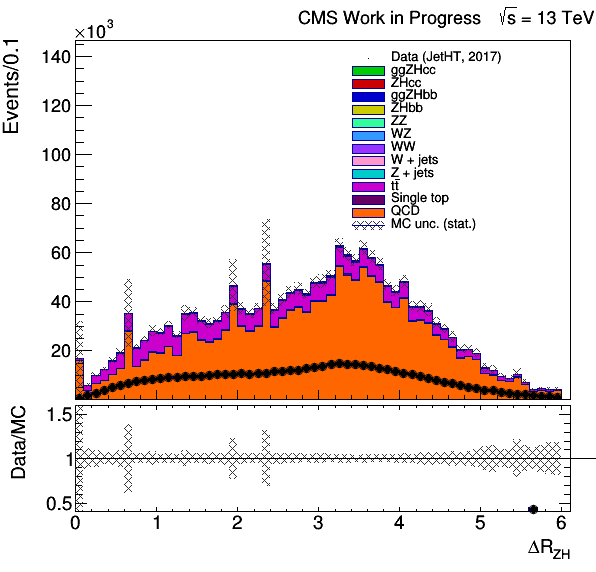 CMS Work in Progress √s = 13 TeV
×10³
Events/0.1
140
120
100
80
60
40
20
Data (JetHT, 2017)
ggZHcc
ZHcc
ggZHbb
ZHbb
ZZ
WZ
WW
W + jets
Z + jets
tt̄
Single top
QCD
MC unc. (stat.)
Data/MC
1.5
1
0.5
0 1 2 3 4 5 6
ΔR_ZH